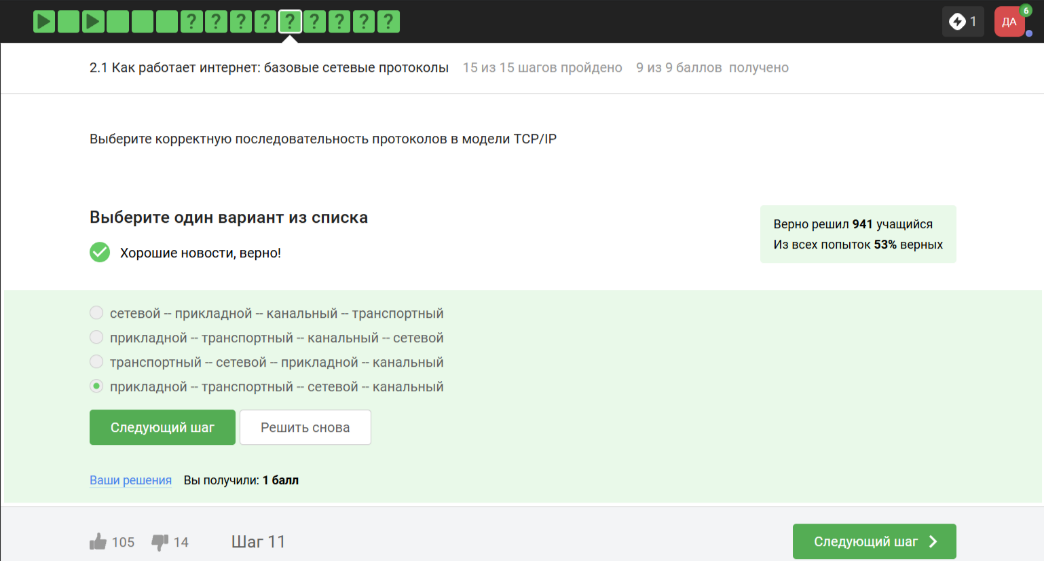 ? ? ? ? ? ? ? ? ?
1
ДА
6
2.1 Как работает интернет: базовые сетевые протоколы 15 из 15 шагов пройдено 9 из 9 баллов получено
Выберите корректную последовательность протоколов в модели TCP/IP
Выберите один вариант из списка
Хорошие новости, верно!
Верно решил 941 учащийся
Из всех попыток 53% верных
сетевой -- прикладной -- канальный -- транспортный
прикладной -- транспортный -- канальный -- сетевой
транспортный -- сетевой -- прикладной -- канальный
прикладной -- транспортный -- сетевой -- канальный
Следующий шаг
Решить снова
Ваши решения Вы получили: 1 балл
105 14 Шаг 11
Следующий шаг